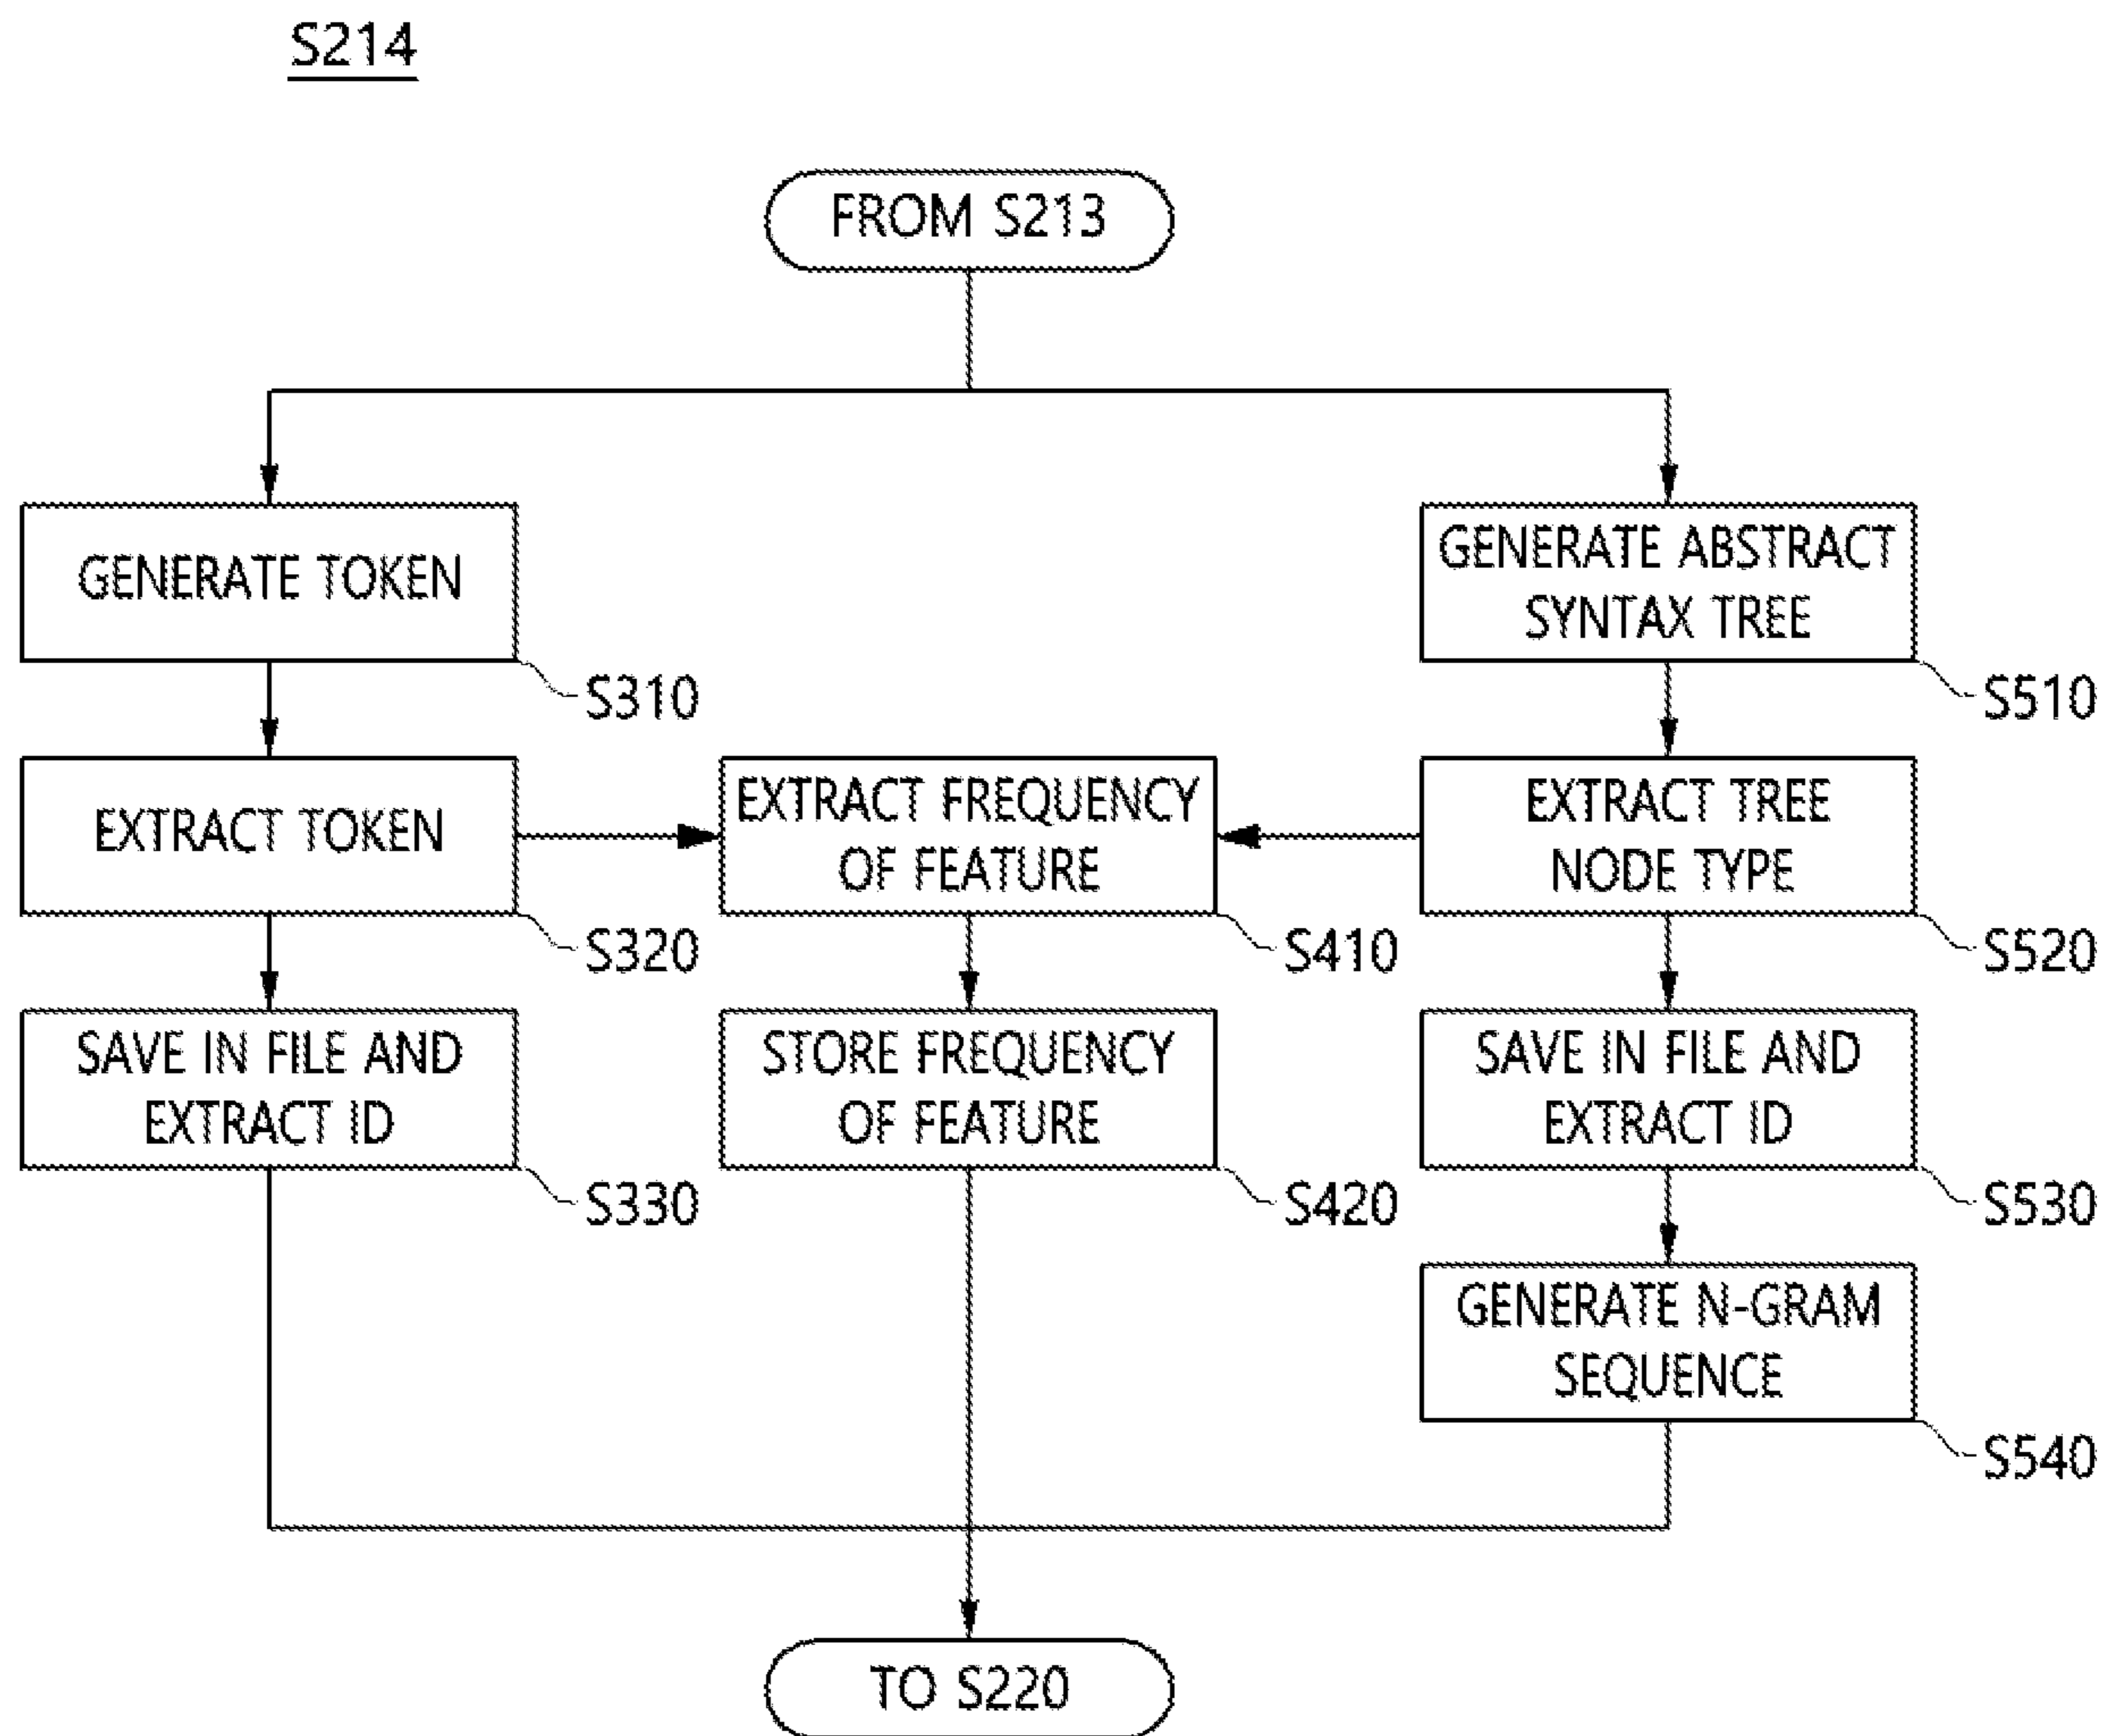 S214
FROM S213
GENERATE TOKEN
S310
GENERATE ABSTRACT
SYNTAX TREE
S510
EXTRACT TOKEN
S320
EXTRACT FREQUENCY
OF FEATURE
S410
EXTRACT TREE
NODE TYPE
S520
SAVE IN FILE AND
EXTRACT ID
S330
STORE FREQUENCY
OF FEATURE
S420
SAVE IN FILE AND
EXTRACT ID
S530
GENERATE N-GRAM
SEQUENCE
S540
TO S220